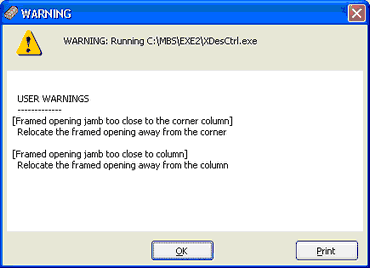 WARNING
WARNING: Running C:\MBS\EXE2\XDesCtrl.exe
USER WARNINGS
-------------
[Framed opening jamb too close to the corner column]
Relocate the framed opening away from the corner
[Framed opening jamb too close to column]
Relocate the framed opening away from the column
OK
Print